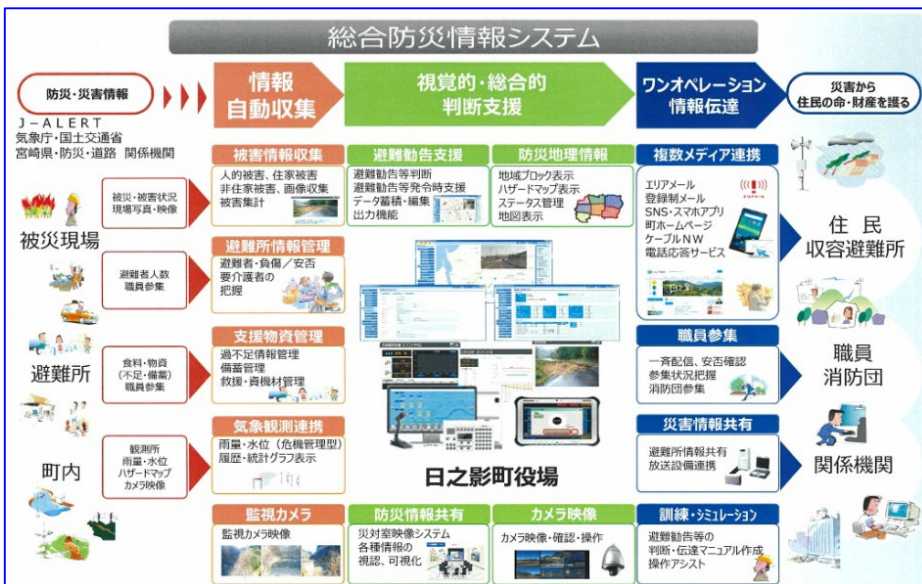 総合防災情報システム
防災・災害情報
情報
自動収集
視覚的・総合的
判断支援
ワンオペレーション
情報伝達
災害から
住民の命・財産を護る
J-ALERT
気象庁・国土交通省
宮崎県・防災・道路 関係機関
被災・被害状況
現場写真・映像
被災現場
避難者人数
職員参集
避難所
食料・物資
(不足・備蓄)
職員参集
町内
観測所
雨量・水位
ハザードマップ
カメラ映像
被害情報収集
人的被害、住家被害
非住家被害、画像収集
被害集計
避難所情報管理
避難者・負傷/安否
要介護者の
把握
支援物資管理
過不足情報管理
備蓄管理
救援・資機材管理
気象観測連携
雨量・水位(危機管理型)
履歴・統計グラフ表示
監視カメラ
監視カメラ映像
避難勧告支援
避難勧告等判断
避難勧告等発令時支援
データ蓄積・編集
出力機能
防災地理情報
地域ブロック表示
ハザードマップ表示
ステータス管理
地図表示
日之影町役場
防災情報共有
災対室映像システム
各種情報の
視認、可視化
カメラ映像
カメラ映像・確認・操作
複数メディア連携
エリアメール
登録制メール
SNS・スマホアプリ
町ホームページ
ケーブルNW
電話応答サービス
職員参集
一斉配信、安否確認
参集状況把握
消防団参集
災害情報共有
避難所情報共有
放送設備連携
訓練・シミュレーション
避難勧告等の
判断・伝達マニュアル作成
操作アシスト
住民
収容避難所
職員
消防団
関係機関